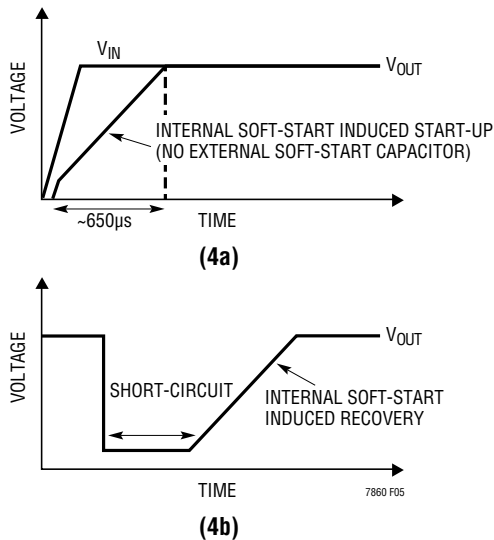 VOLTAGE
VIN
VOUT
INTERNAL SOFT-START INDUCED START-UP
(NO EXTERNAL SOFT-START CAPACITOR)
~650µs
TIME
(4a)
VOLTAGE
VOUT
SHORT-CIRCUIT
INTERNAL SOFT-START
INDUCED RECOVERY
TIME
7860 F05
(4b)